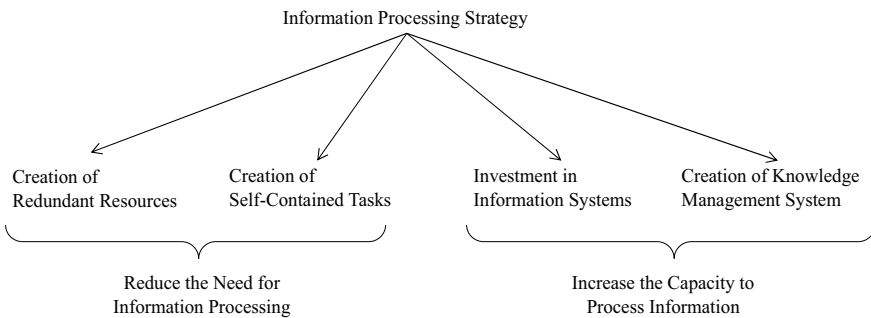 Information Processing Strategy
Creation of
Redundant Resources
Creation of
Self-Contained Tasks
Investment in
Information Systems
Creation of Knowledge
Management System
Reduce the Need for
Information Processing
Increase the Capacity to
Process Information